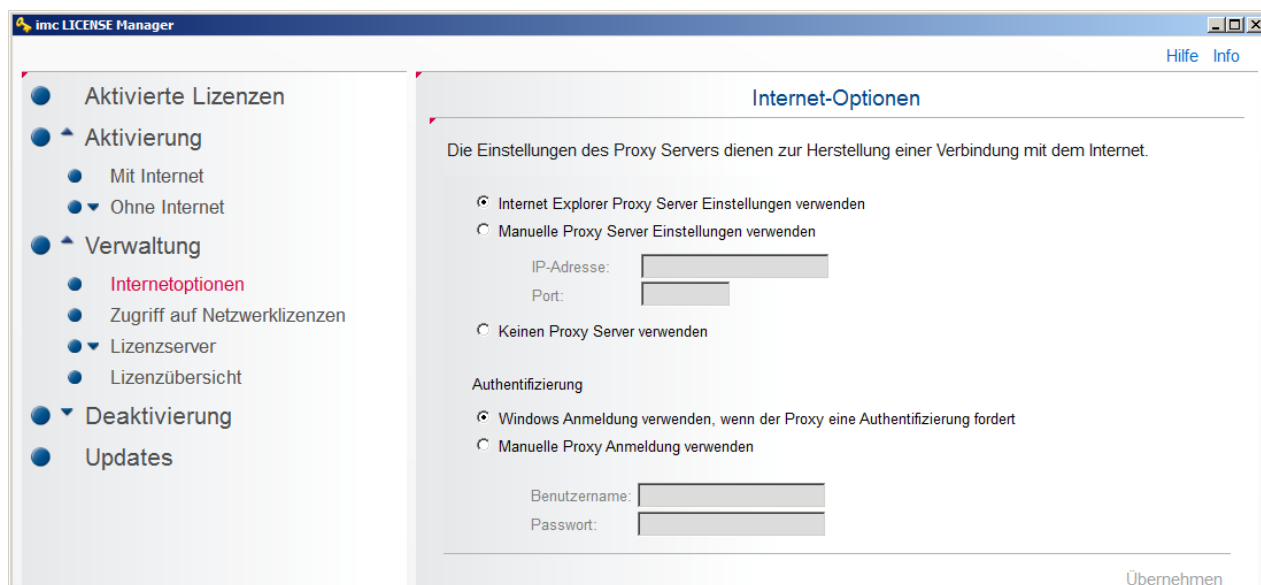 imc LICENSE Manager
Hilfe Info
Aktivierte Lizenzen
Aktivierung
Mit Internet
Ohne Internet
Verwaltung
Internetoptionen
Zugriff auf Netzwerklizenzen
Lizenzserver
Lizenzübersicht
Deaktivierung
Updates
Internet-Optionen
Die Einstellungen des Proxy Servers dienen zur Herstellung einer Verbindung mit dem Internet.
Internet Explorer Proxy Server Einstellungen verwenden
Manuelle Proxy Server Einstellungen verwenden
IP-Adresse:
Port:
Keinen Proxy Server verwenden
Authentifizierung
Windows Anmeldung verwenden, wenn der Proxy eine Authentifizierung fordert
Manuelle Proxy Anmeldung verwenden
Benutzername:
Passwort:
Übernehmen